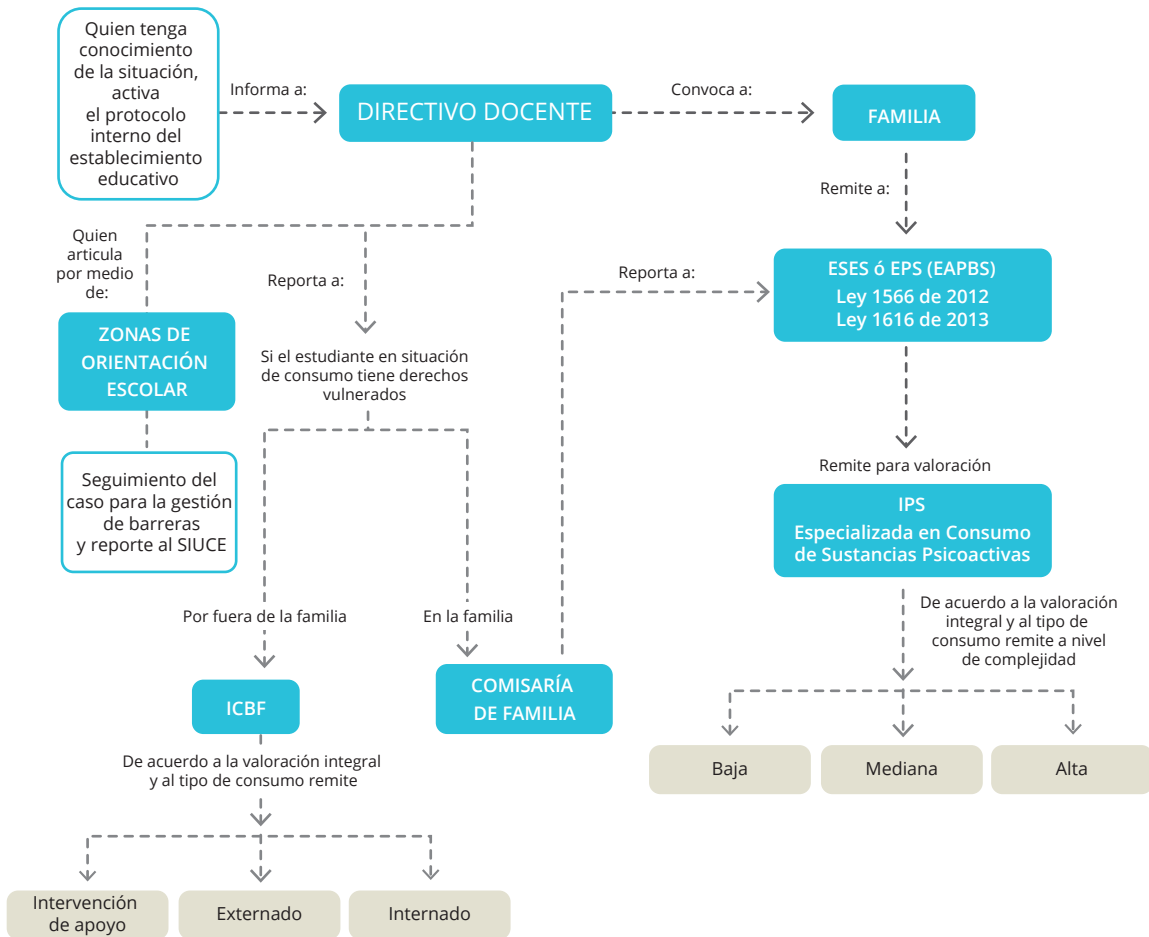 Quien tenga
conocimiento
de la situación,
activa
el protocolo
interno del
establecimiento
educativo
Informa a:
DIRECTIVO DOCENTE
Convoca a:
FAMILIA
Remite a:
Quien
articula
por medio
de:
Reporta a:
Reporta a:
ESES ó EPS (EAPBS)
Ley 1566 de 2012
Ley 1616 de 2013
ZONAS DE
ORIENTACIÓN
ESCOLAR
Si el estudiante en situación
de consumo tiene derechos
vulnerados
Seguimiento del
caso para la gestión
de barreras
y reporte al SIUCE
Remite para valoración
IPS
Especializada en Consumo
de Sustancias Psicoactivas
Por fuera de la familia
En la familia
De acuerdo a la valoración
integral y al tipo de
consumo remite a nivel
de complejidad
ICBF
COMISARÍA
DE FAMILIA
De acuerdo a la valoración integral
y al tipo de consumo remite
Baja
Mediana
Alta
Intervención
de apoyo
Externado
Internado